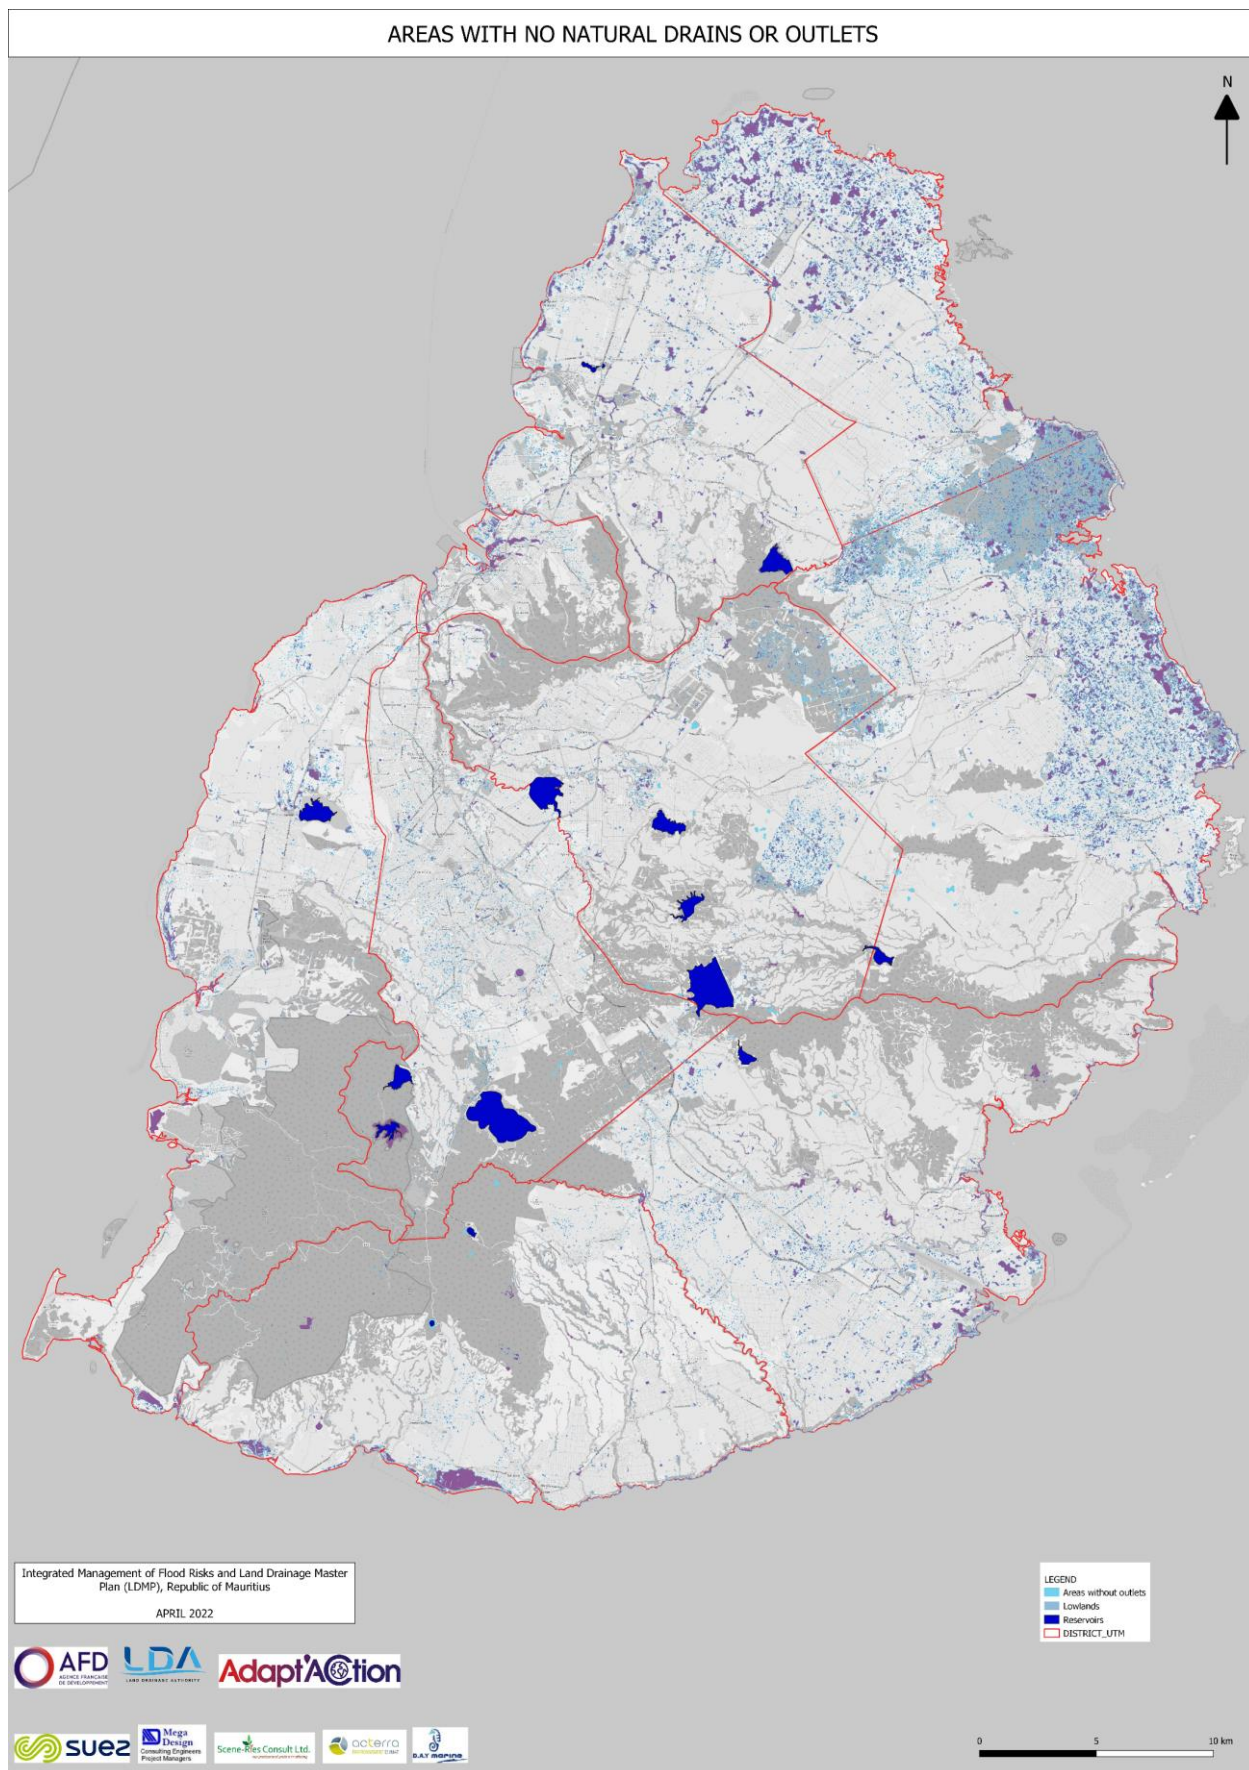 AREAS WITH NO NATURAL DRAINS OR OUTLETS
N
Integrated Management of Flood Risks and Land Drainage Master
Plan (LDMP), Republic of Mauritius
APRIL 2022
LEGEND
Areas without outlets
Lowlands
Reservoirs
DISTRICT_UTM
AFD
AGENCE FRANÇAISE
DE DÉVELOPPEMENT
LDA
LAND DRAINAGE AUTHORITY
Adapt'ACtion
suez
Mega
Design
Consulting Engineers
Project Managers
Scene-Ries Consult Ltd.
acterra
D.A.Y marine
0 5 10 km